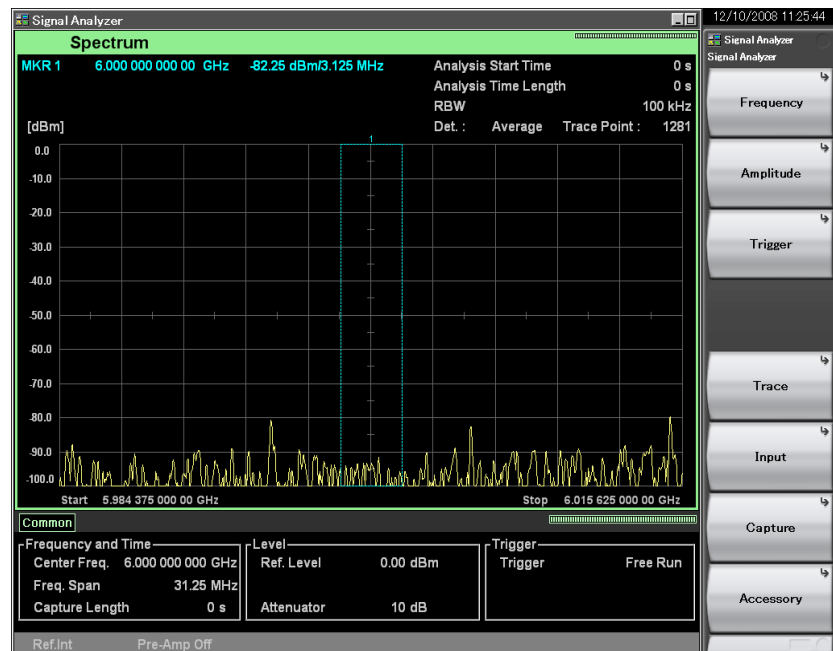 Signal Analyzer
12/10/2008 11:25:44
Spectrum
MKR 1 6.000 000 000 00 GHz -82.25 dBm/3.125 MHz
Analysis Start Time 0 s
Analysis Time Length 0 s
RBW 100 kHz
Det. : Average Trace Point : 1281
[dBm]
1
0.0
-10.0
-20.0
-30.0
-40.0
-50.0
-60.0
-70.0
-80.0
-90.0
-100.0
Start 5.984 375 000 00 GHz
Stop 6.015 625 000 00 GHz
Common
Frequency and Time
Center Freq. 6.000 000 000 GHz
Freq. Span 31.25 MHz
Capture Length 0 s
Level
Ref. Level 0.00 dBm
Attenuator 10 dB
Trigger
Trigger Free Run
Ref.Int Pre-Amp Off
Signal Analyzer
Signal Analyzer
Frequency
Amplitude
Trigger
Trace
Input
Capture
Accessory